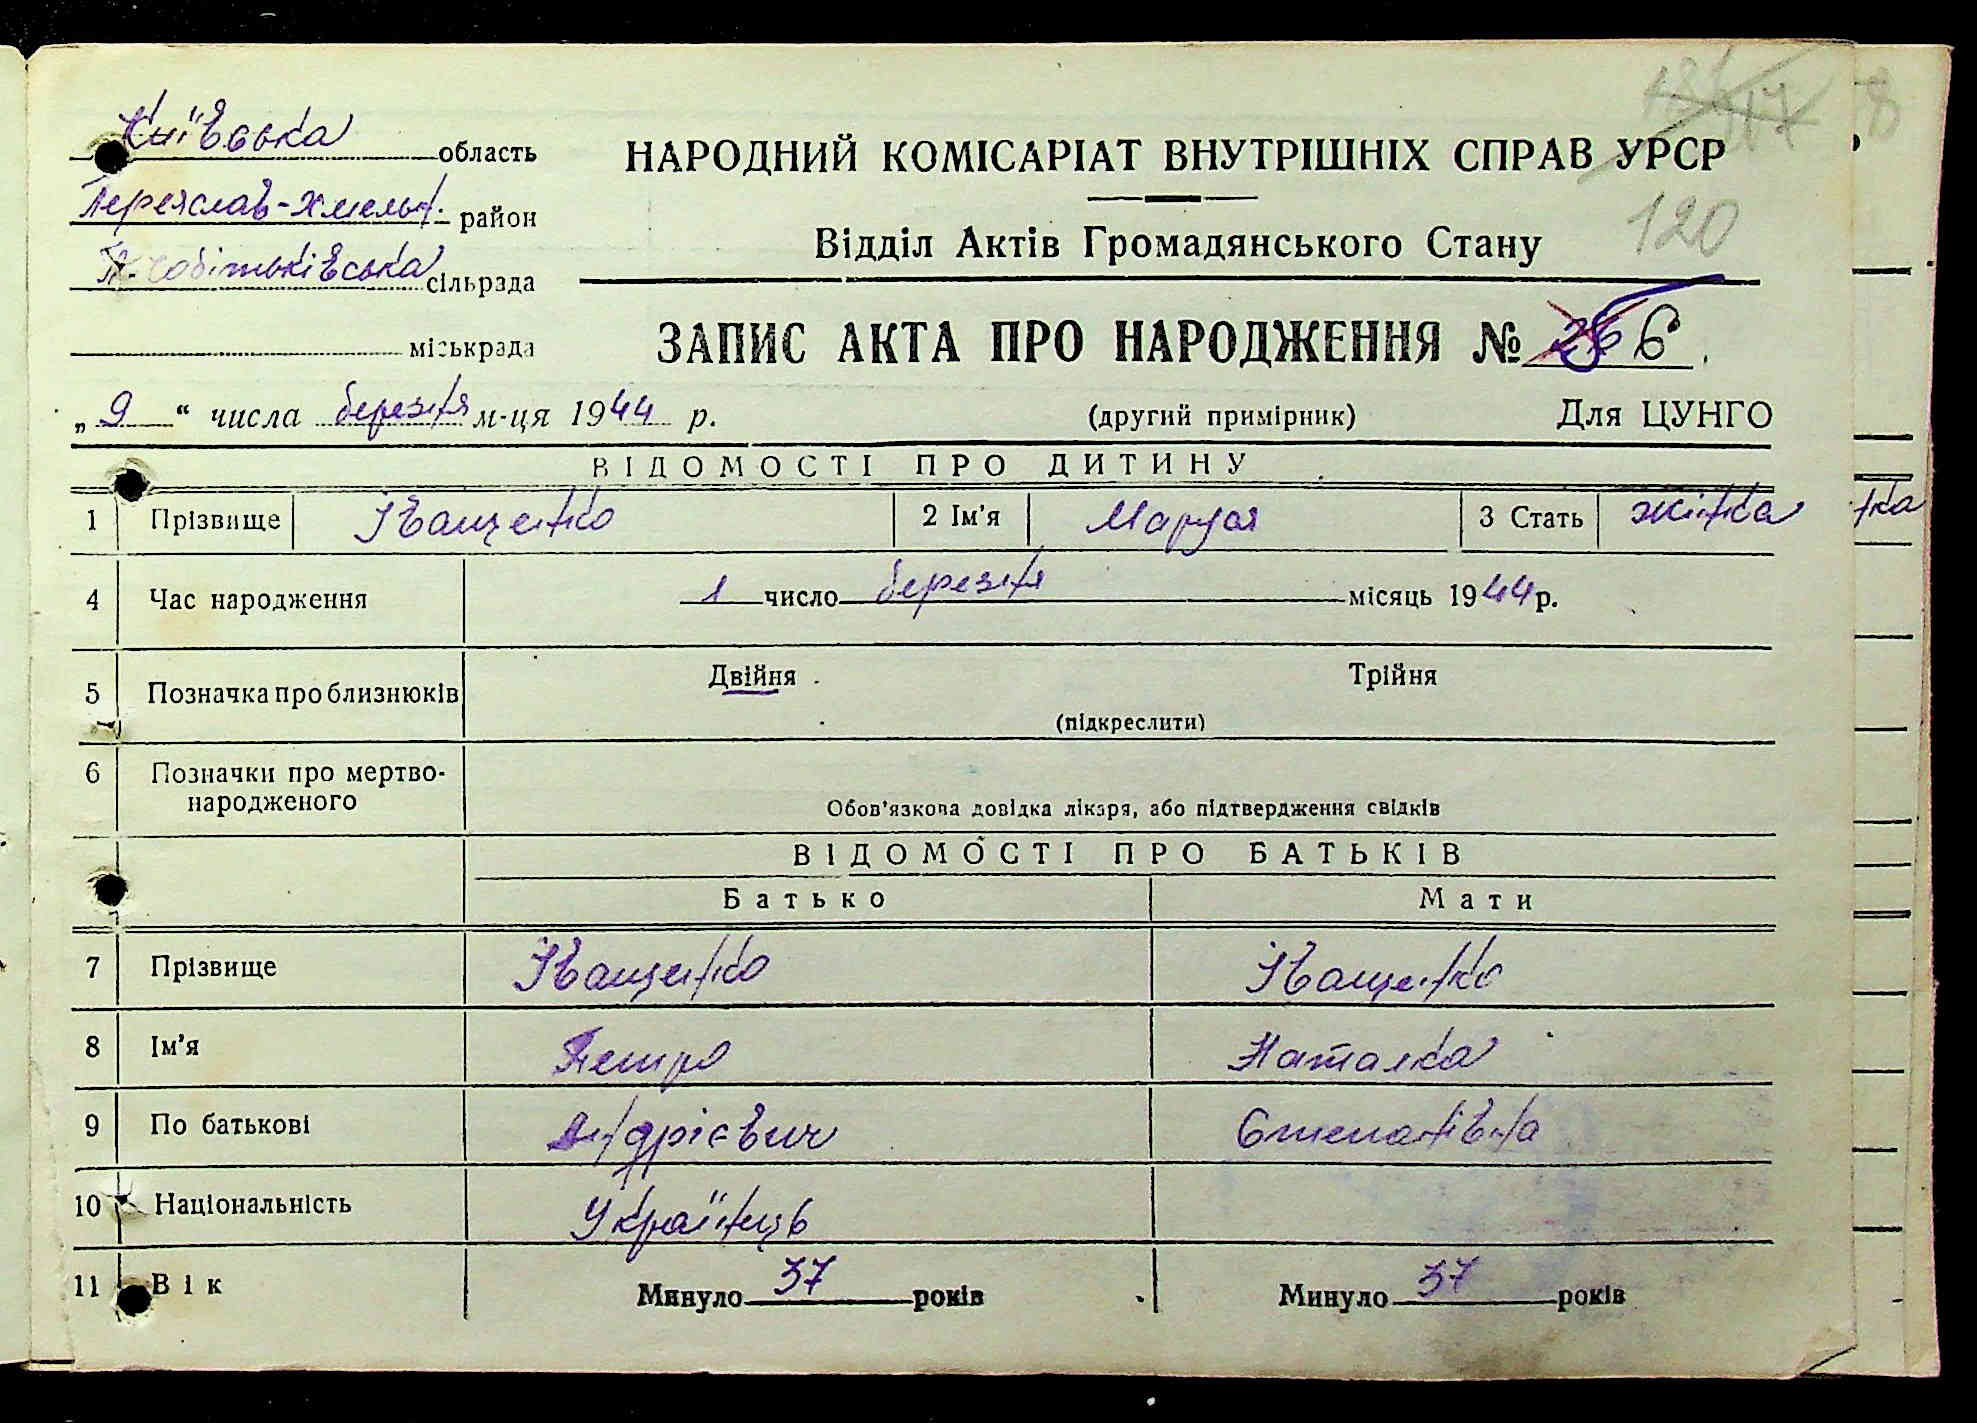 Київська область
Переяслав-Хмельн. район
сільрада
міськрада
НАРОДНИЙ КОМІСАРІАТ ВНУТРІШНІХ СПРАВ УРСР
Відділ Актів Громадянського Стану
120
ЗАПИС АКТА ПРО НАРОДЖЕННЯ № 6
„ 9 “ числа березня м-ця 1944 р.
(другий примірник)
Для ЦУНГО
ВІДОМОСТІ ПРО ДИТИНУ
1 Прізвище Іващенко 2 Ім'я Маруся 3 Стать жінка
4 Час народження 1 число березня місяць 1944 р.
5 Позначка про близнюків Двійня Трійня
(підкреслити)
6 Позначки про мертво-
народженого
Обов'язкова довідка лікаря, або підтвердження свідків
ВІДОМОСТІ ПРО БАТЬКІВ
Батько Мати
7 Прізвище Іващенко Іващенко
8 Ім'я Петро Наталка
9 По батькові Андрієвич Степанівна
10 Національність Українць
11 Вік Минуло 37 років Минуло 37 років